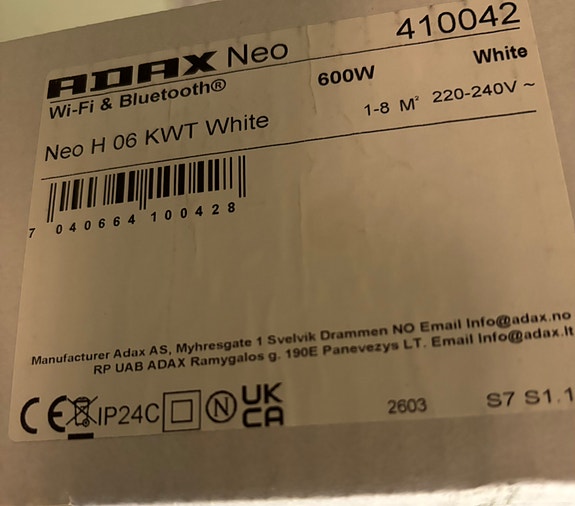 ADAX Neo 410042
Wi-Fi & Bluetooth® 600W White
Neo H 06 KWT White 1-8 M² 220-240V ~
7 040664 100428
Manufacturer Adax AS, Myhresgate 1 Svelvik Drammen NO Email Info@adax.no
RP UAB ADAX Ramygalos g. 190E Panevezys LT. Email Info@adax.lt
CE IP24C N UK CA 2603 S7 S1.1